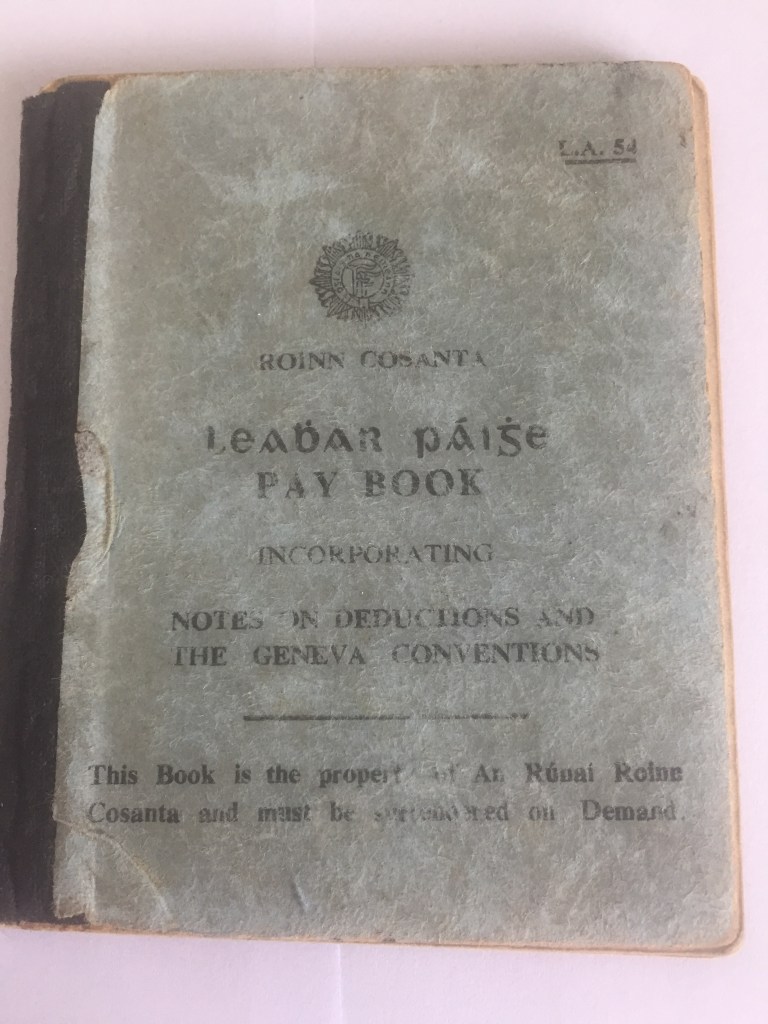 L.A. 54
ROINN COSANTA
Leaḃar Páiġe
PAY BOOK
INCORPORATING
NOTES ON DEDUCTIONS AND
THE GENEVA CONVENTIONS
This Book is the property of An Rúnaí Roinn
Cosanta and must be surrendered on Demand.